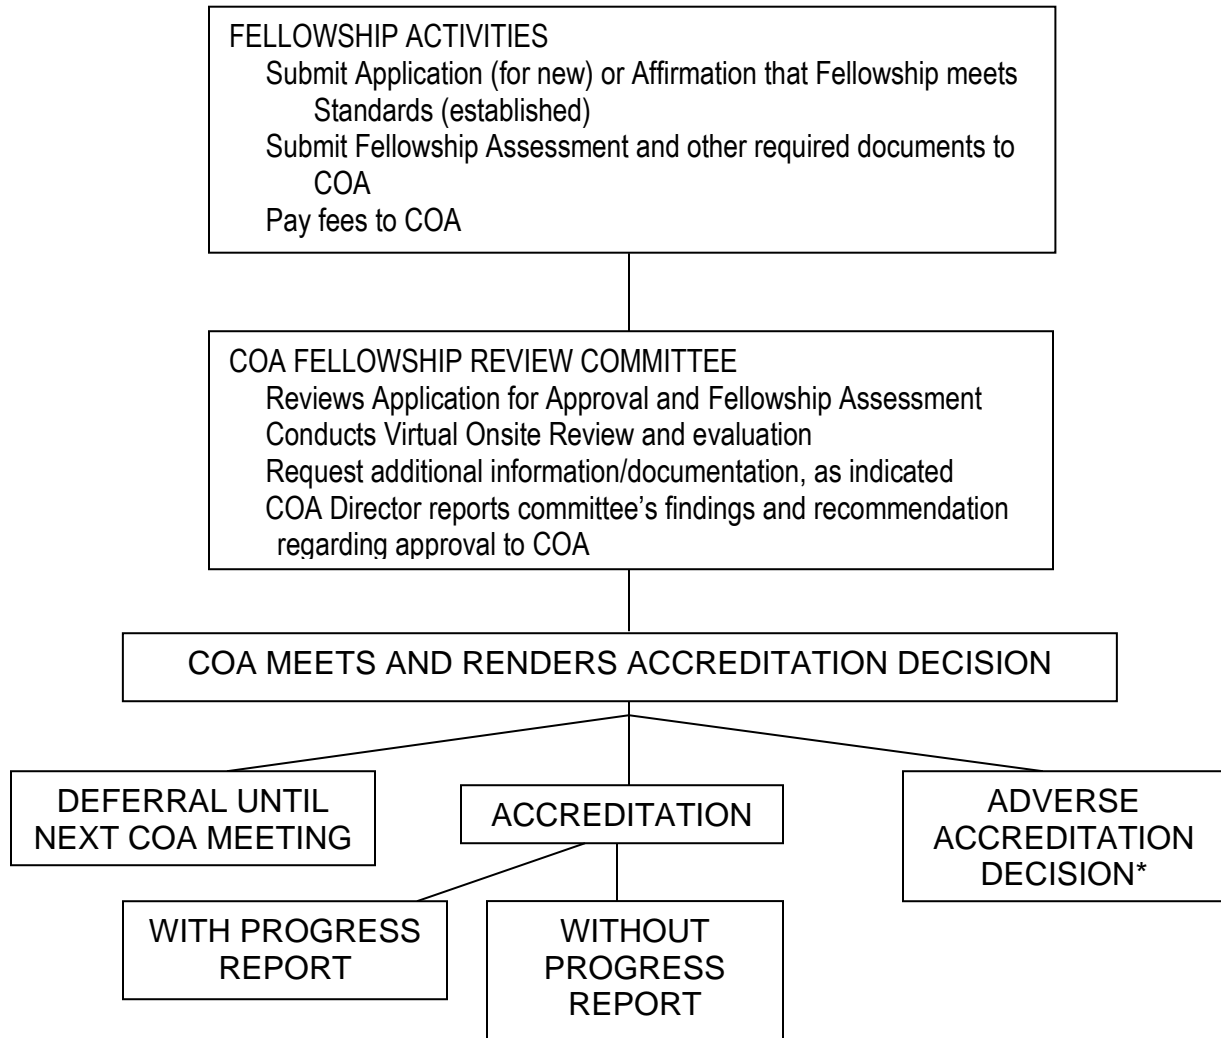 FELLOWSHIP ACTIVITIES
Submit Application (for new) or Affirmation that Fellowship meets
Standards (established)
Submit Fellowship Assessment and other required documents to
COA
Pay fees to COA
COA FELLOWSHIP REVIEW COMMITTEE
Reviews Application for Approval and Fellowship Assessment
Conducts Virtual Onsite Review and evaluation
Request additional information/documentation, as indicated
COA Director reports committee’s findings and recommendation
regarding approval to COA
COA MEETS AND RENDERS ACCREDITATION DECISION
DEFERRAL UNTIL
NEXT COA MEETING
ACCREDITATION
ADVERSE
ACCREDITATION
DECISION*
WITH PROGRESS
REPORT
WITHOUT
PROGRESS
REPORT